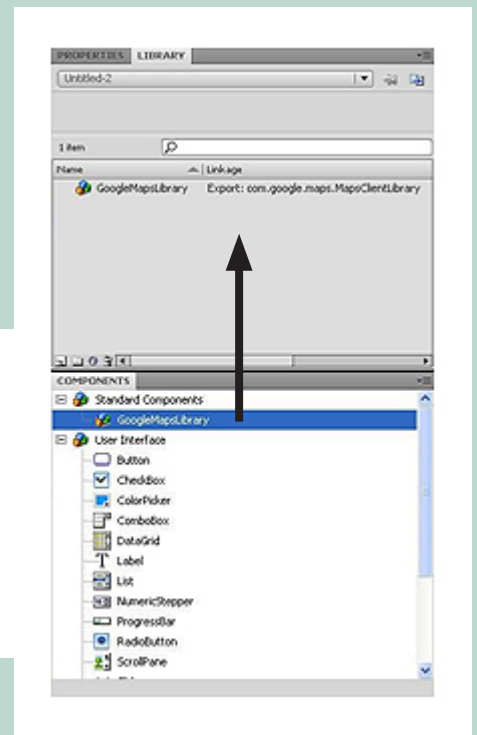 PROPERTIES LIBRARY
Untitled-2
1 item
Name Linkage
GoogleMapsLibrary Export: com.google.maps.MapsClientLibrary
COMPONENTS
Standard Components
GoogleMapsLibrary
User Interface
Button
CheckBox
ColorPicker
ComboBox
DataGrid
T Label
List
NumericStepper
ProgressBar
RadioButton
ScrollPane